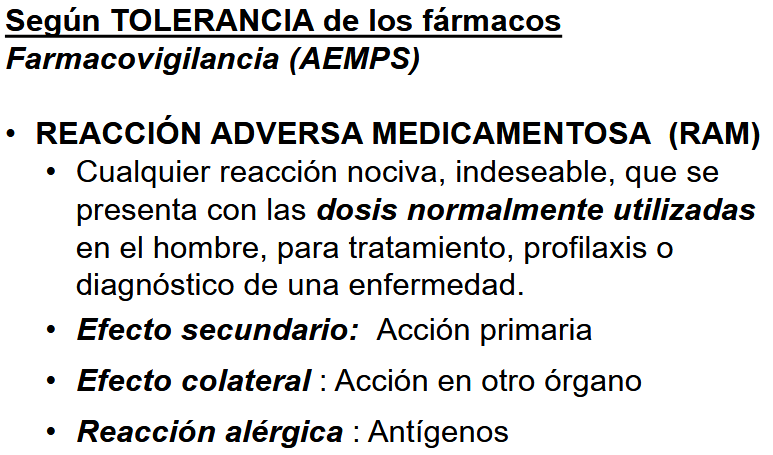 Según TOLERANCIA de los fármacos
Farmacovigilancia (AEMPS)
• REACCIÓN ADVERSA MEDICAMENTOSA (RAM)
• Cualquier reacción nociva, indeseable, que se
presenta con las dosis normalmente utilizadas
en el hombre, para tratamiento, profilaxis o
diagnóstico de una enfermedad.
• Efecto secundario: Acción primaria
• Efecto colateral : Acción en otro órgano
• Reacción alérgica : Antígenos